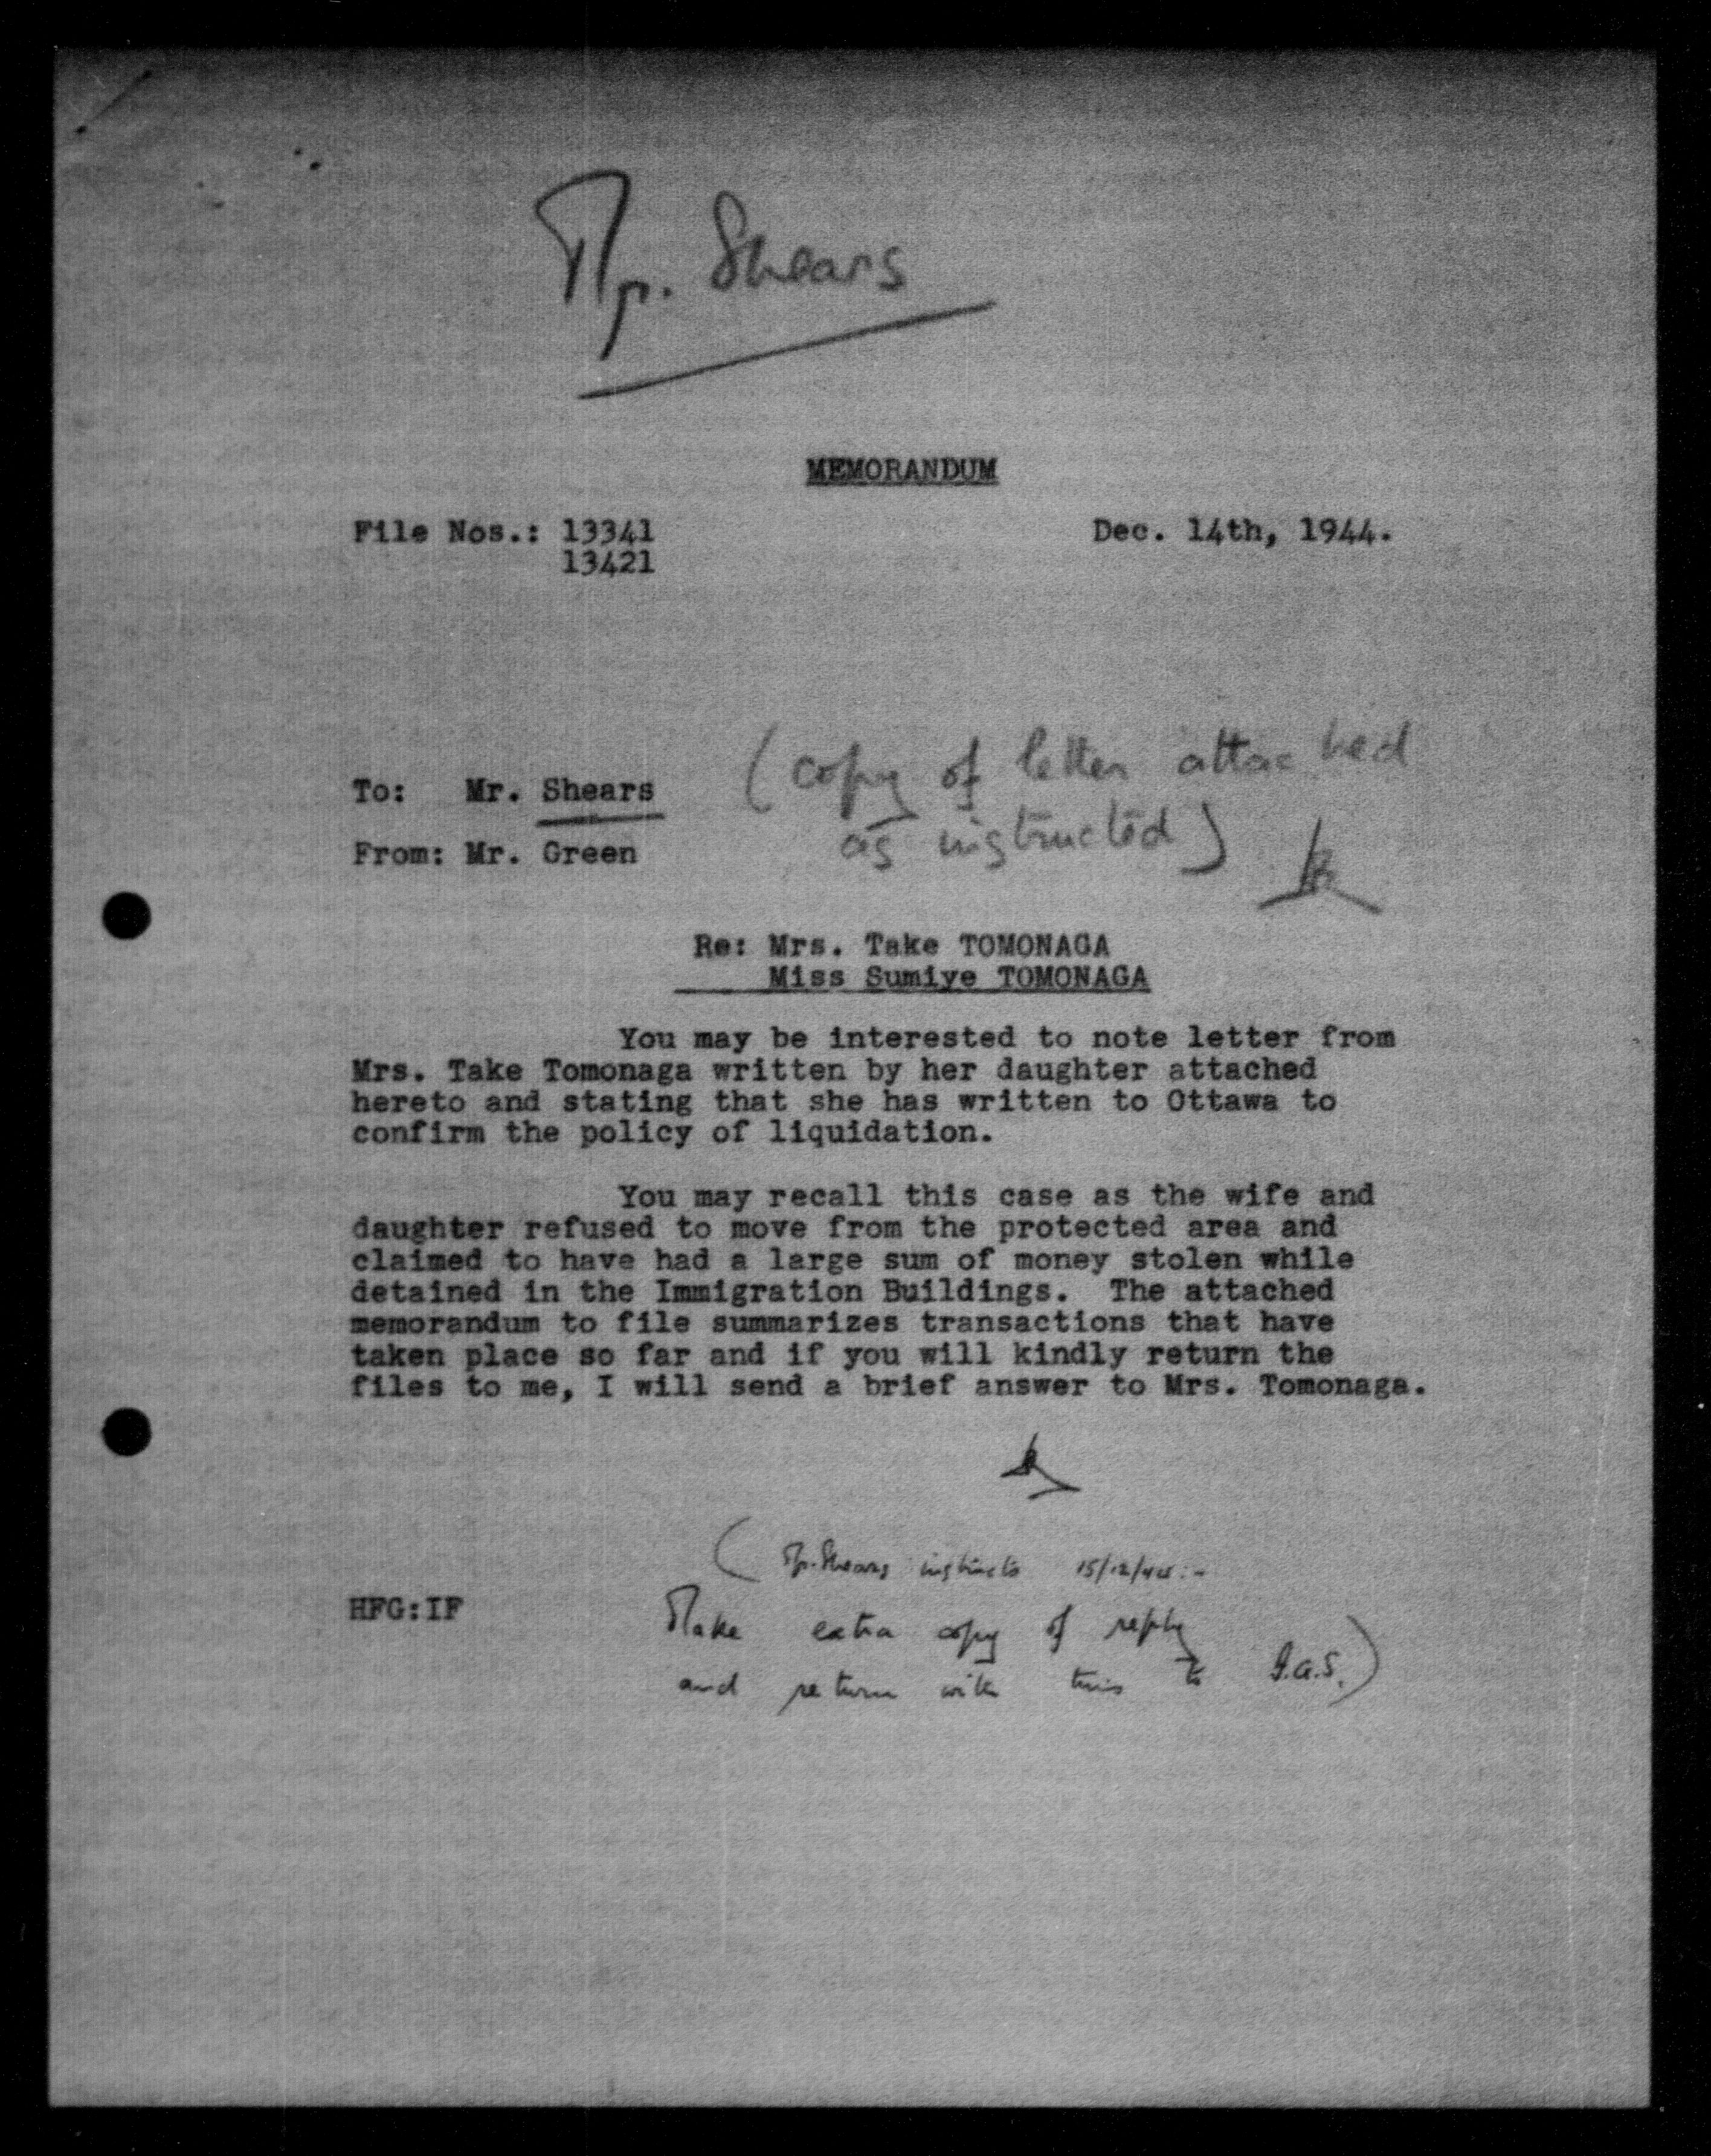 Mr. Shears
MEMORANDUM
File Nos.: 13341
13421
Dec. 14th, 1944.
(copy of letter attached
as instructed)
To: Mr. Shears
From: Mr. Green
Re: Mrs. Take TOMONAGA
Miss Sumiye TOMONAGA
You may be interested to note letter from
Mrs. Take Tomonaga written by her daughter attached
hereto and stating that she has written to Ottawa to
confirm the policy of liquidation.
You may recall this case as the wife and
daughter refused to move from the protected area and
claimed to have had a large sum of money stolen while
detained in the Immigration Buildings. The attached
memorandum to file summarizes transactions that have
taken place so far and if you will kindly return the
files to me, I will send a brief answer to Mrs. Tomonaga.
(Mr. Shears instructs 15/12/44:-
HFG:IF
Make extra copy of reply
and return with this to